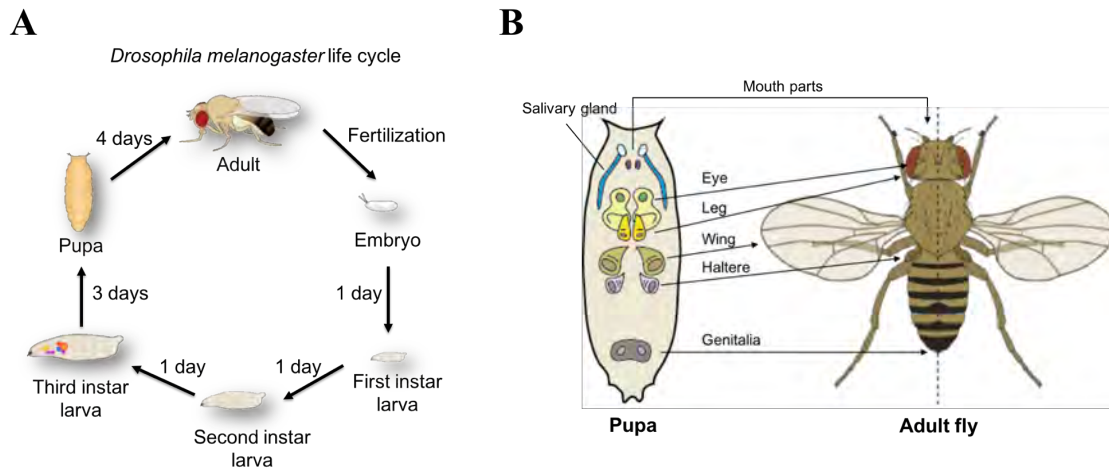 A
Drosophila melanogaster life cycle
4 days
Adult
Fertilization
Pupa
Embryo
3 days
1 day
Third instar
larva
1 day
Second instar
larva
1 day
First instar
larva
B
Mouth parts
Salivary gland
Eye
Leg
Wing
Haltere
Genitalia
Pupa
Adult fly